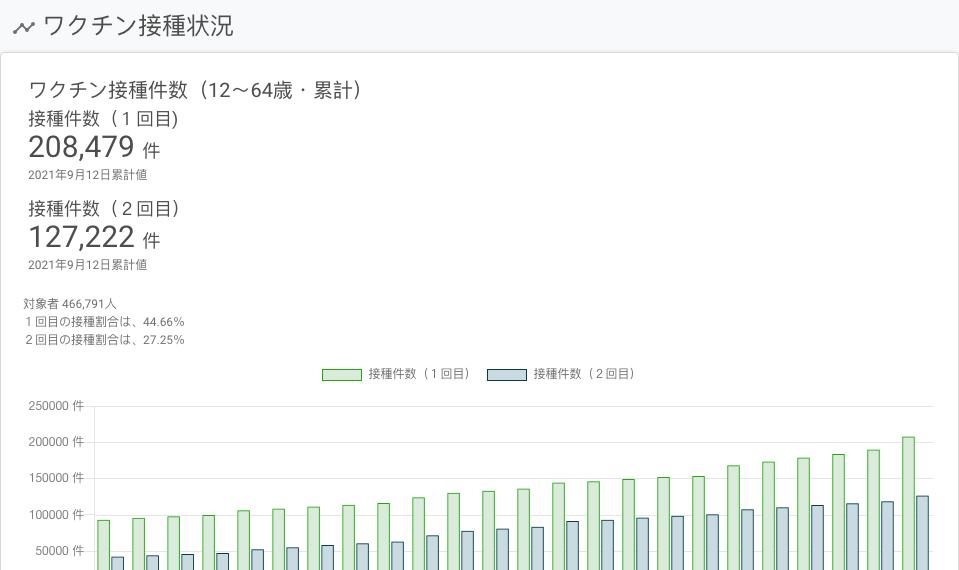 ワクチン接種状況
ワクチン接種件数（12～64歳・累計）
接種件数（１回目)
208,479 件
2021年9月12日累計値
接種件数（２回目）
127,222 件
2021年9月12日累計値
対象者 466,791人
１回目の接種割合は、44.66%
２回目の接種割合は、27.25%
接種件数（１回目） 接種件数（２回目）
250000 件
200000 件
150000 件
100000 件
50000 件